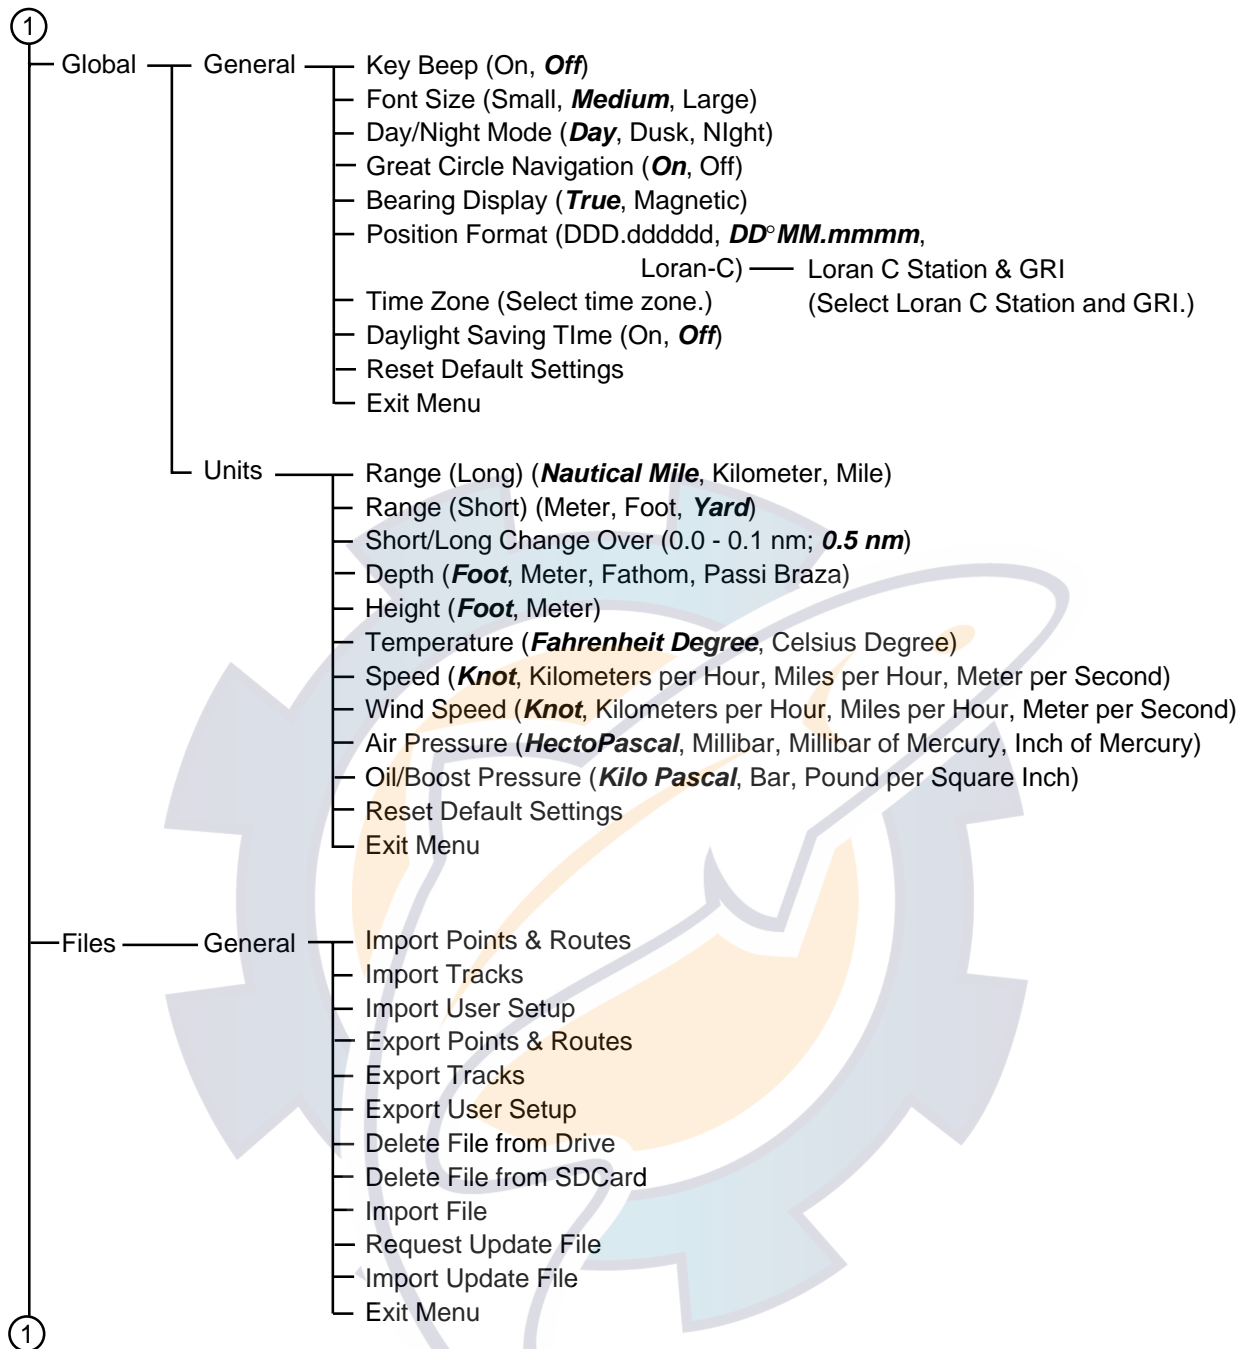 1
Global General Key Beep (On, Off)
Font Size (Small, Medium, Large)
Day/Night Mode (Day, Dusk, NIght)
Great Circle Navigation (On, Off)
Bearing Display (True, Magnetic)
Position Format (DDD.dddddd, DD°MM.mmmm,
Loran-C) Loran C Station & GRI
Time Zone (Select time zone.) (Select Loran C Station and GRI.)
Daylight Saving TIme (On, Off)
Reset Default Settings
Exit Menu
Units Range (Long) (Nautical Mile, Kilometer, Mile)
Range (Short) (Meter, Foot, Yard)
Short/Long Change Over (0.0 - 0.1 nm; 0.5 nm)
Depth (Foot, Meter, Fathom, Passi Braza)
Height (Foot, Meter)
Temperature (Fahrenheit Degree, Celsius Degree)
Speed (Knot, Kilometers per Hour, Miles per Hour, Meter per Second)
Wind Speed (Knot, Kilometers per Hour, Miles per Hour, Meter per Second)
Air Pressure (HectoPascal, Millibar, Millibar of Mercury, Inch of Mercury)
Oil/Boost Pressure (Kilo Pascal, Bar, Pound per Square Inch)
Reset Default Settings
Exit Menu
Files General Import Points & Routes
Import Tracks
Import User Setup
Export Points & Routes
Export Tracks
Export User Setup
Delete File from Drive
Delete File from SDCard
Import File
Request Update File
Import Update File
Exit Menu
1